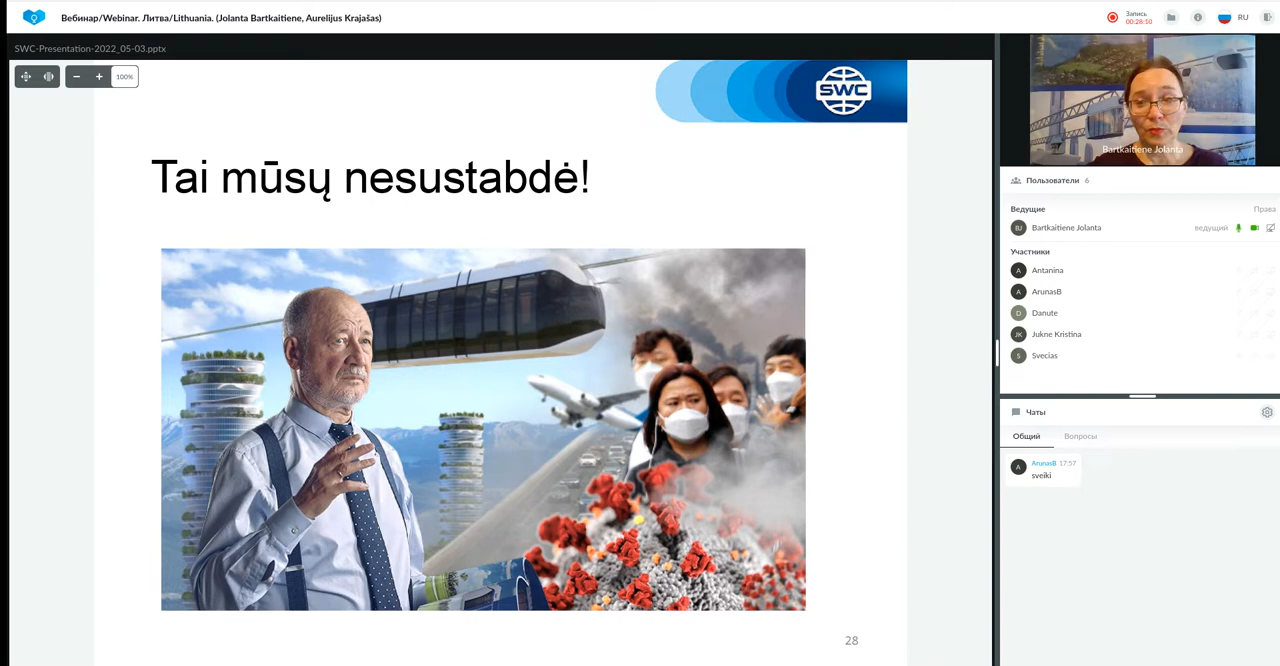 Вебинар/Webinar. Литва/Lithuania. (Jolanta Bartkaitiene, Aurelijus Krajašas)
Запись
00:28:10
RU
SWC-Presentation-2022_05-03.pptx
100%
SWC
Tai mūsų nesustabdė!
28
Bartkaitiene Jolanta
Пользователи 6
Ведущие Права
BJ Bartkaitiene Jolanta ведущий
Участники
A Antanina
A ArunasB
D Danute
JK Jukne Kristina
S Svecias
Чаты
Общий Вопросы
A ArunasB 17:57
sveiki